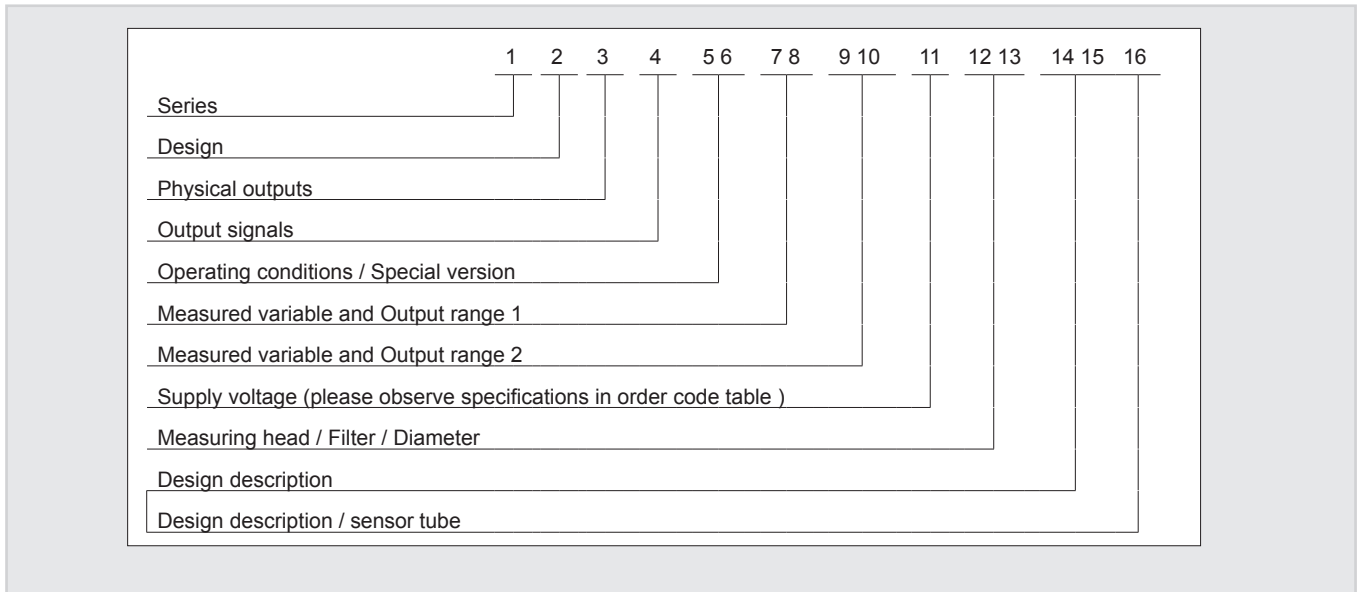 1 2 3 4 5 6 7 8 9 10 11 12 13 14 15 16
Series
Design
Physical outputs
Output signals
Operating conditions / Special version
Measured variable and Output range 1
Measured variable and Output range 2
Supply voltage (please observe specifications in order code table )
Measuring head / Filter / Diameter
Design description
Design description / sensor tube